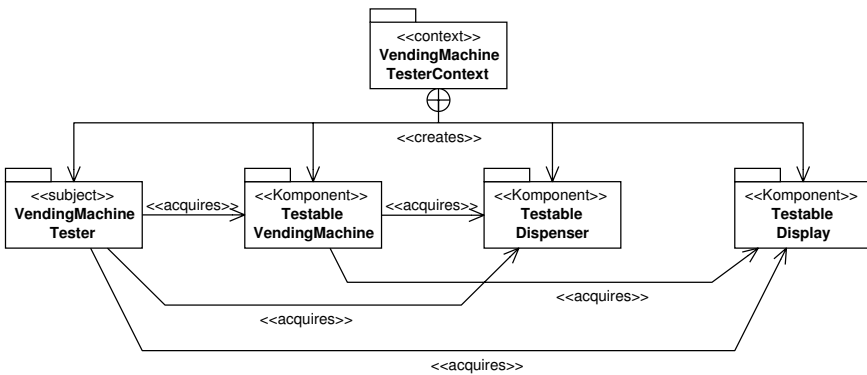 <<context>>
VendingMachine
TesterContext
<<creates>>
<<subject>>
VendingMachine
Tester
<<acquires>>
<<Komponent>>
Testable
VendingMachine
<<acquires>>
<<Komponent>>
Testable
Dispenser
<<Komponent>>
Testable
Display
<<acquires>>
<<acquires>>
<<acquires>>